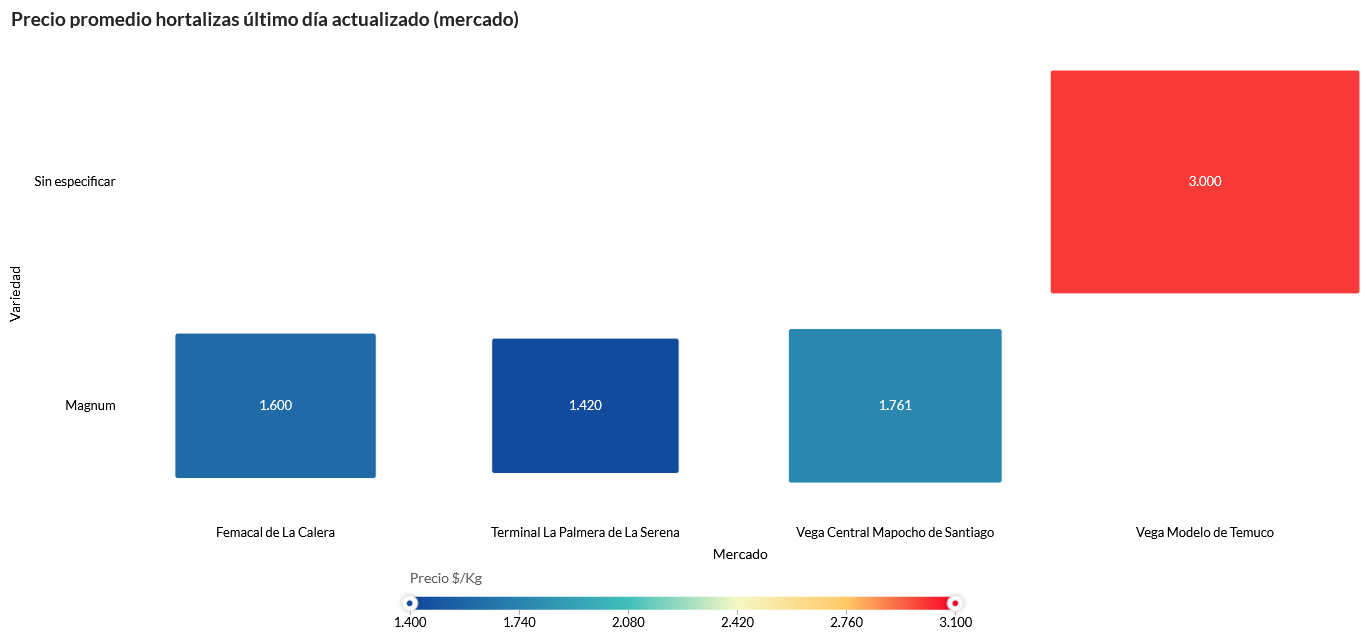 Precio promedio hortalizas último día actualizado (mercado)
Sin especificar
3.000
Variedad
Magnum
1.600
1.420
1.761
Femacal de La Calera
Terminal La Palmera de La Serena
Vega Central Mapocho de Santiago
Vega Modelo de Temuco
Mercado
Precio $/Kg
1.400
1.740
2.080
2.420
2.760
3.100